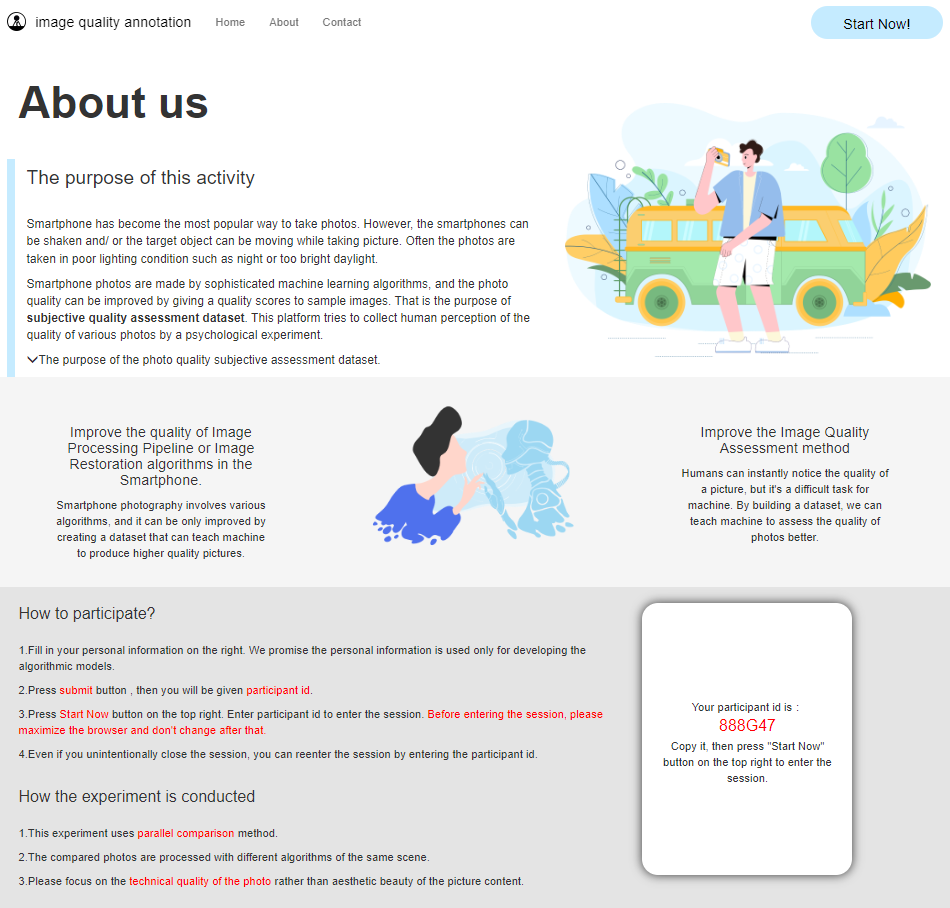 image quality annotation
Home
About
Contact
Start Now!
About us
The purpose of this activity
Smartphone has become the most popular way to take photos. However, the smartphones can
be shaken and/ or the target object can be moving while taking picture. Often the photos are
taken in poor lighting condition such as night or too bright daylight.
Smartphone photos are made by sophisticated machine learning algorithms, and the photo
quality can be improved by giving a quality scores to sample images. That is the purpose of
subjective quality assessment dataset. This platform tries to collect human perception of the
quality of various photos by a psychological experiment.
The purpose of the photo quality subjective assessment dataset.
Improve the quality of Image
Processing Pipeline or Image
Restoration algorithms in the
Smartphone.
Smartphone photography involves various
algorithms, and it can be only improved by
creating a dataset that can teach machine
to produce higher quality pictures.
Improve the Image Quality
Assessment method
Humans can instantly notice the quality of
a picture, but it's a difficult task for
machine. By building a dataset, we can
teach machine to assess the quality of
photos better.
How to participate?
1.Fill in your personal information on the right. We promise the personal information is used only for developing the
algorithmic models.
2.Press submit button , then you will be given participant id.
3.Press Start Now button on the top right. Enter participant id to enter the session. Before entering the session, please
maximize the browser and don't change after that.
4.Even if you unintentionally close the session, you can reenter the session by entering the participant id.
How the experiment is conducted
1.This experiment uses parallel comparison method.
2.The compared photos are processed with different algorithms of the same scene.
3.Please focus on the technical quality of the photo rather than aesthetic beauty of the picture content.
Your participant id is :
888G47
Copy it, then press "Start Now"
button on the top right to enter the
session.